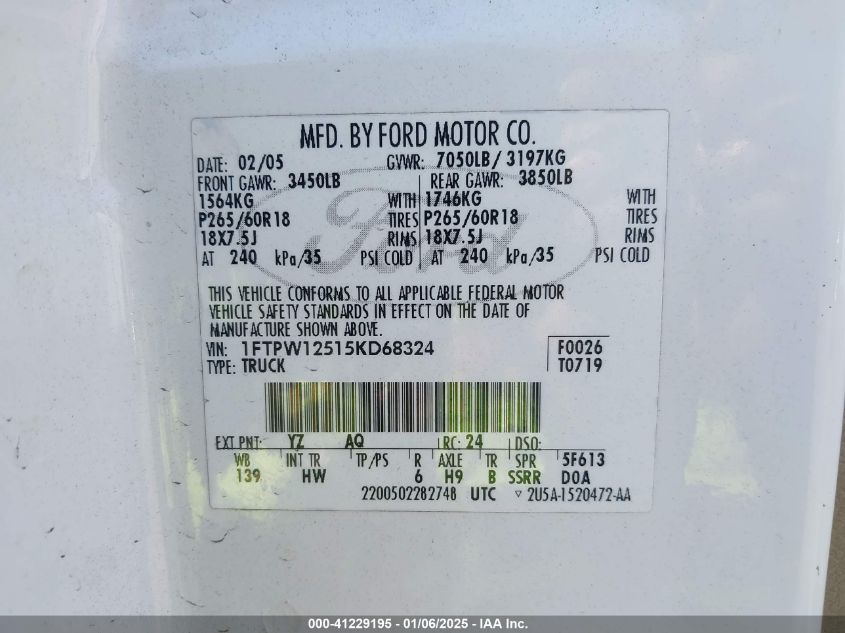 MFD. BY FORD MOTOR CO.
DATE: 02/05 GVWR: 7050LB/ 3197KG
FRONT GAWR: 3450LB REAR GAWR: 3850LB
1564KG WITH 1746KG WITH
P265/60R18 TIRES P265/60R18 TIRES
18X7.5J RIMS 18X7.5J RIMS
AT 240 kPa/35 PSI COLD AT 240 kPa/35 PSI COLD
Ford
THIS VEHICLE CONFORMS TO ALL APPLICABLE FEDERAL MOTOR
VEHICLE SAFETY STANDARDS IN EFFECT ON THE DATE OF
MANUFACTURE SHOWN ABOVE.
VIN: 1FTPW12515KD68324 F0026
TYPE: TRUCK T0719
EXT PNT: YZ AQ RC: 24 DSO:
WB INT TR TP/PS R AXLE TR SPR 5F613
139 HW 6 H9 B SSRR DOA
2200502282748 UTC ▽ 2U5A-1520472-AA
000-41229195 - 01/06/2025 - IAA Inc.